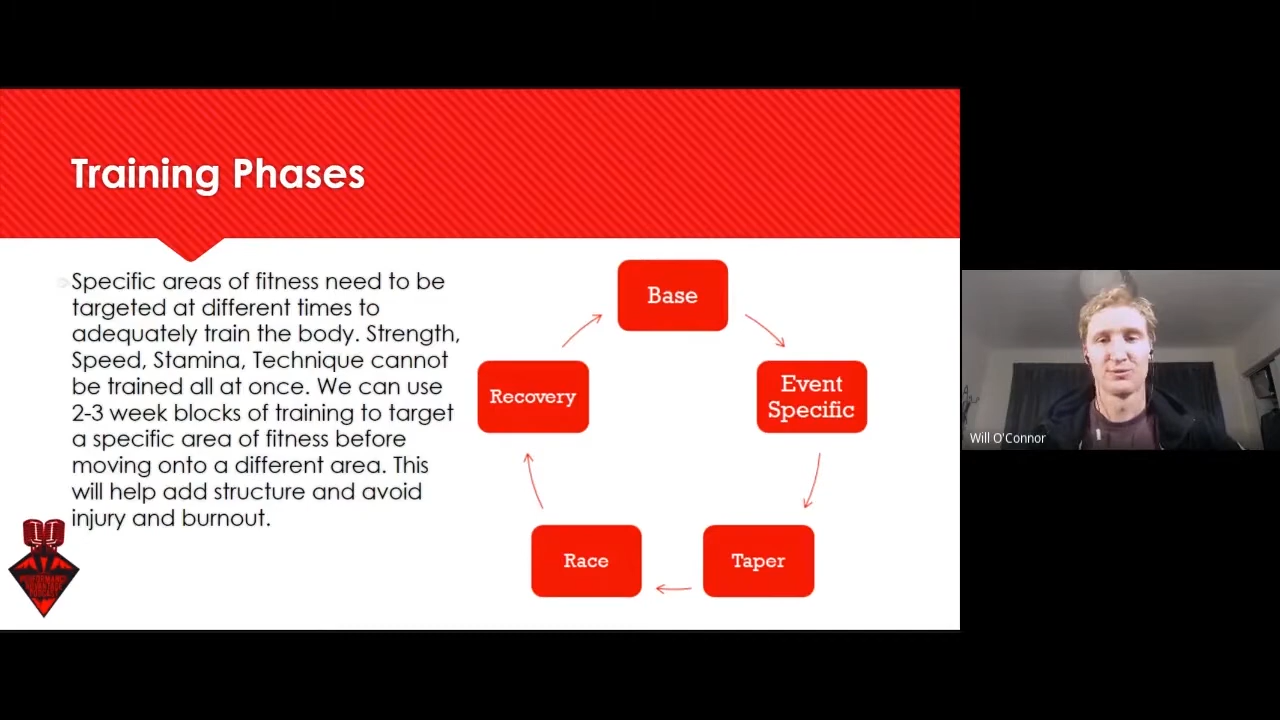 Training Phases
Specific areas of fitness need to be
targeted at different times to
adequately train the body. Strength,
Speed, Stamina, Technique cannot
be trained all at once. We can use
2-3 week blocks of training to target
a specific area of fitness before
moving onto a different area. This
will help add structure and avoid
injury and burnout.
Base
Event
Specific
Taper
Race
Recovery
PERFORMANCE
ADVANTAGE
PODCAST
Will O'Connor